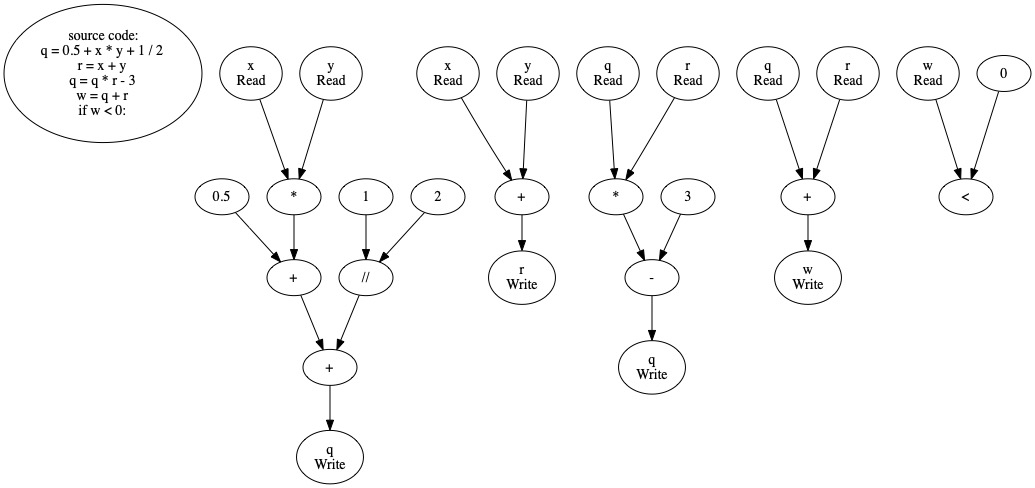 source code:
q = 0.5 + x * y + 1 / 2
r = x + y
q = q * r - 3
w = q + r
if w < 0:
x
Read
y
Read
x
Read
y
Read
q
Read
r
Read
q
Read
r
Read
w
Read
0
0.5
*
1
2
+
*
3
+
<
+
//
r
Write
-
w
Write
+
q
Write
q
Write